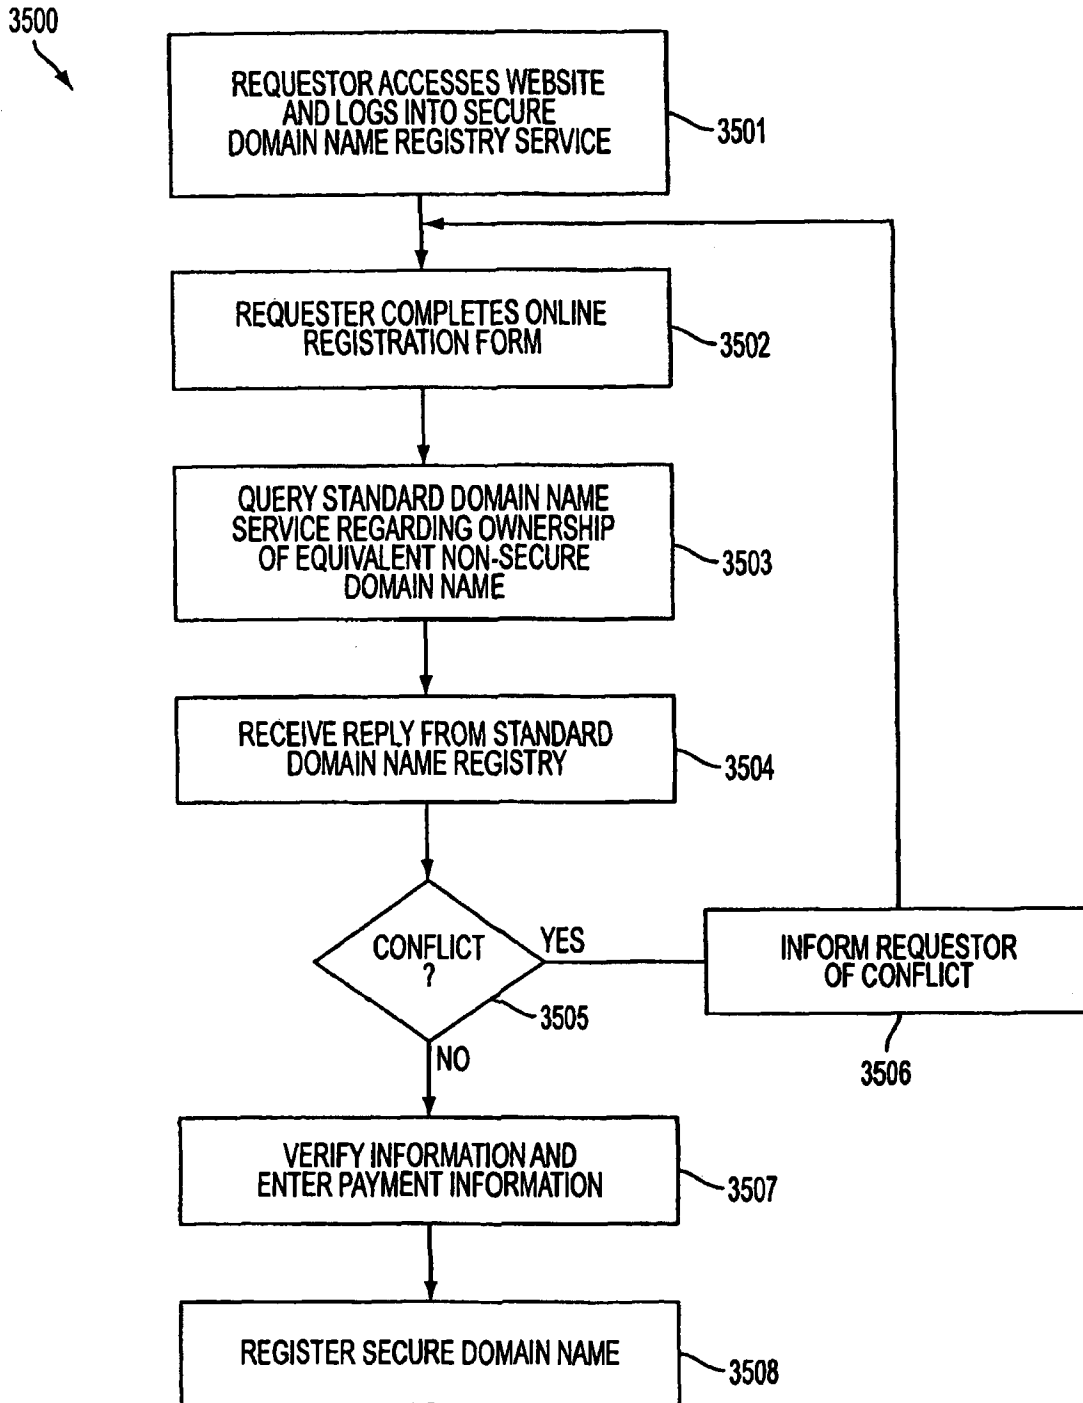 3500
REQUESTOR ACCESSES WEBSITE
AND LOGS INTO SECURE
DOMAIN NAME REGISTRY SERVICE
3501
REQUESTER COMPLETES ONLINE
REGISTRATION FORM
3502
QUERY STANDARD DOMAIN NAME
SERVICE REGARDING OWNERSHIP
OF EQUIVALENT NON-SECURE
DOMAIN NAME
3503
RECEIVE REPLY FROM STANDARD
DOMAIN NAME REGISTRY
3504
CONFLICT
?
YES
3505
INFORM REQUESTOR
OF CONFLICT
3506
NO
VERIFY INFORMATION AND
ENTER PAYMENT INFORMATION
3507
REGISTER SECURE DOMAIN NAME
3508